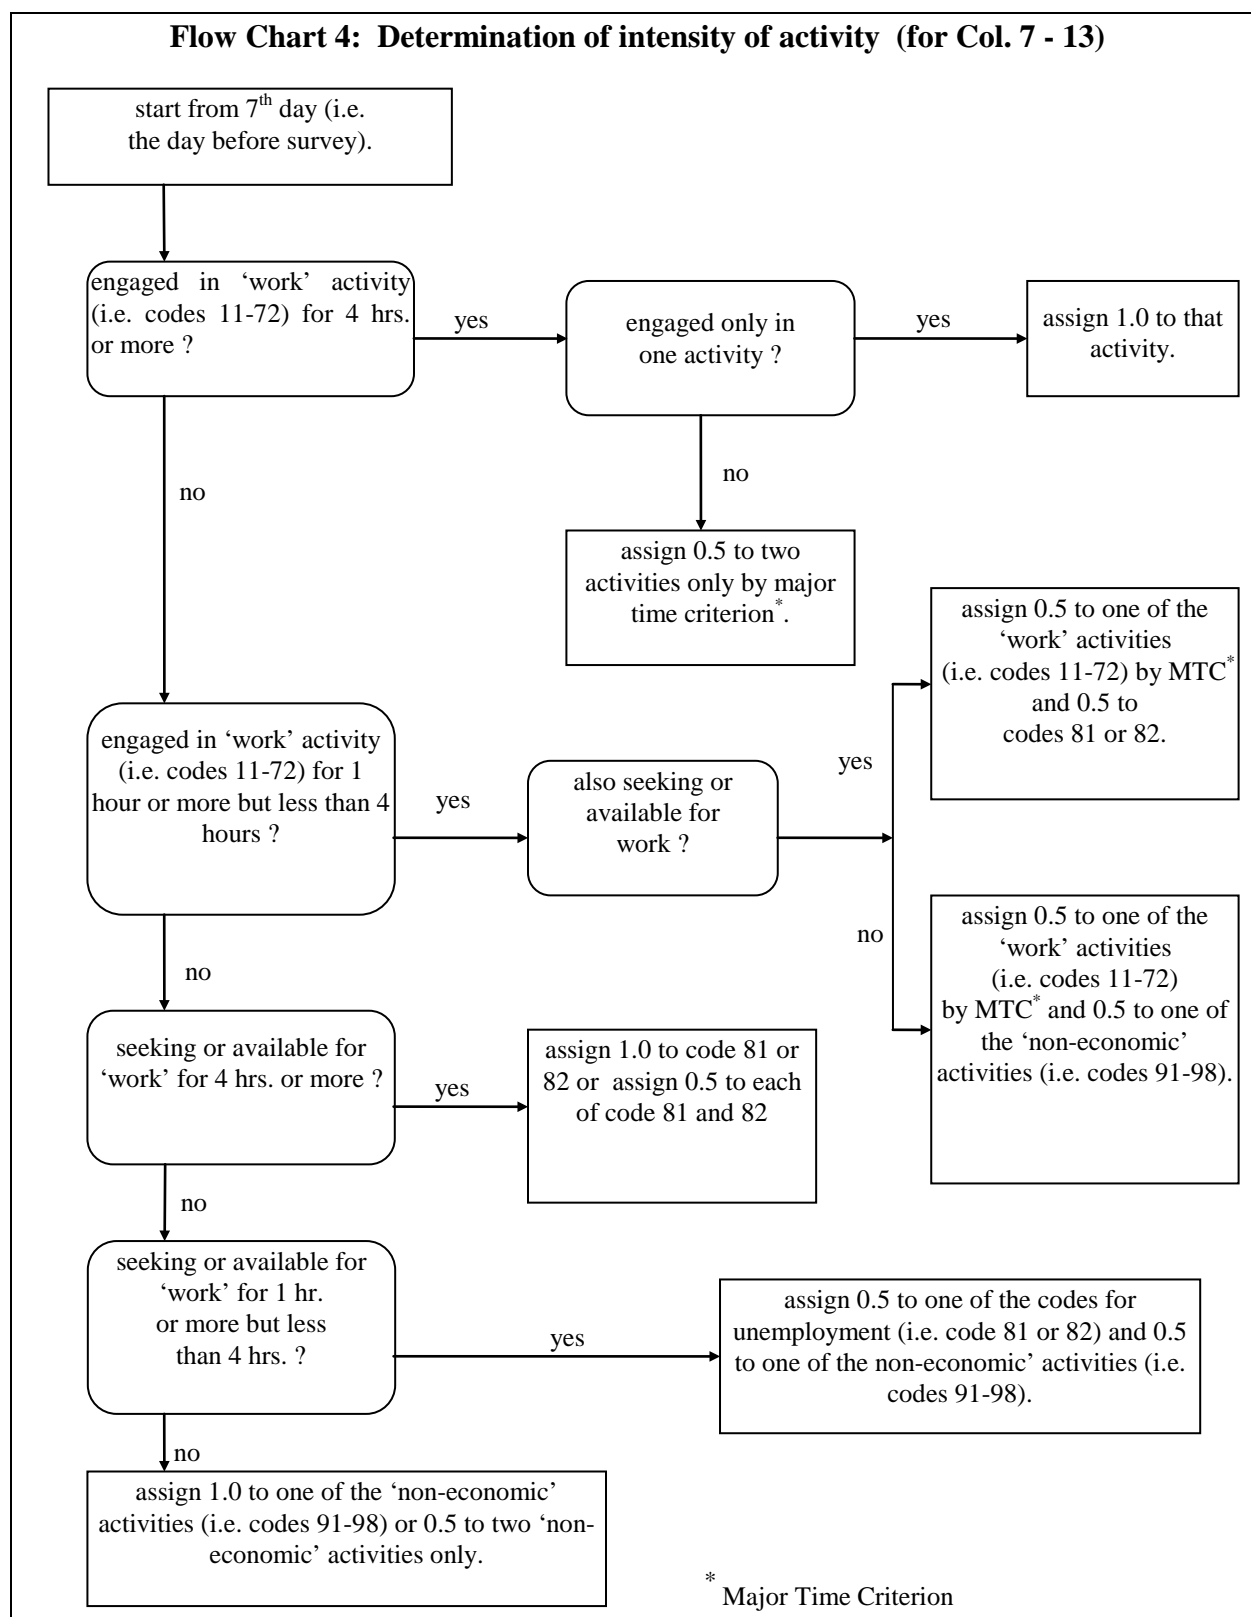 Flow Chart 4: Determination of intensity of activity (for Col. 7 - 13)
start from 7th day (i.e.
the day before survey).
engaged in ‘work’ activity
(i.e. codes 11-72) for 4 hrs.
or more ?
yes
engaged only in
one activity ?
yes
assign 1.0 to that
activity.
no
no
assign 0.5 to two
activities only by major
time criterion*.
engaged in ‘work’ activity
(i.e. codes 11-72) for 1
hour or more but less than 4
hours ?
yes
also seeking or
available for
work ?
yes
assign 0.5 to one of the
‘work’ activities
(i.e. codes 11-72) by MTC*
and 0.5 to
codes 81 or 82.
no
assign 0.5 to one of the
‘work’ activities
(i.e. codes 11-72)
by MTC* and 0.5 to one of
the ‘non-economic’
activities (i.e. codes 91-98).
no
seeking or available for
‘work’ for 4 hrs. or more ?
yes
assign 1.0 to code 81 or
82 or assign 0.5 to each
of code 81 and 82
no
seeking or available for
‘work’ for 1 hr.
or more but less
than 4 hrs. ?
yes
assign 0.5 to one of the codes for
unemployment (i.e. code 81 or 82) and 0.5
to one of the non-economic’ activities (i.e.
codes 91-98).
no
assign 1.0 to one of the ‘non-economic’
activities (i.e. codes 91-98) or 0.5 to two ‘non-
economic’ activities only.
* Major Time Criterion